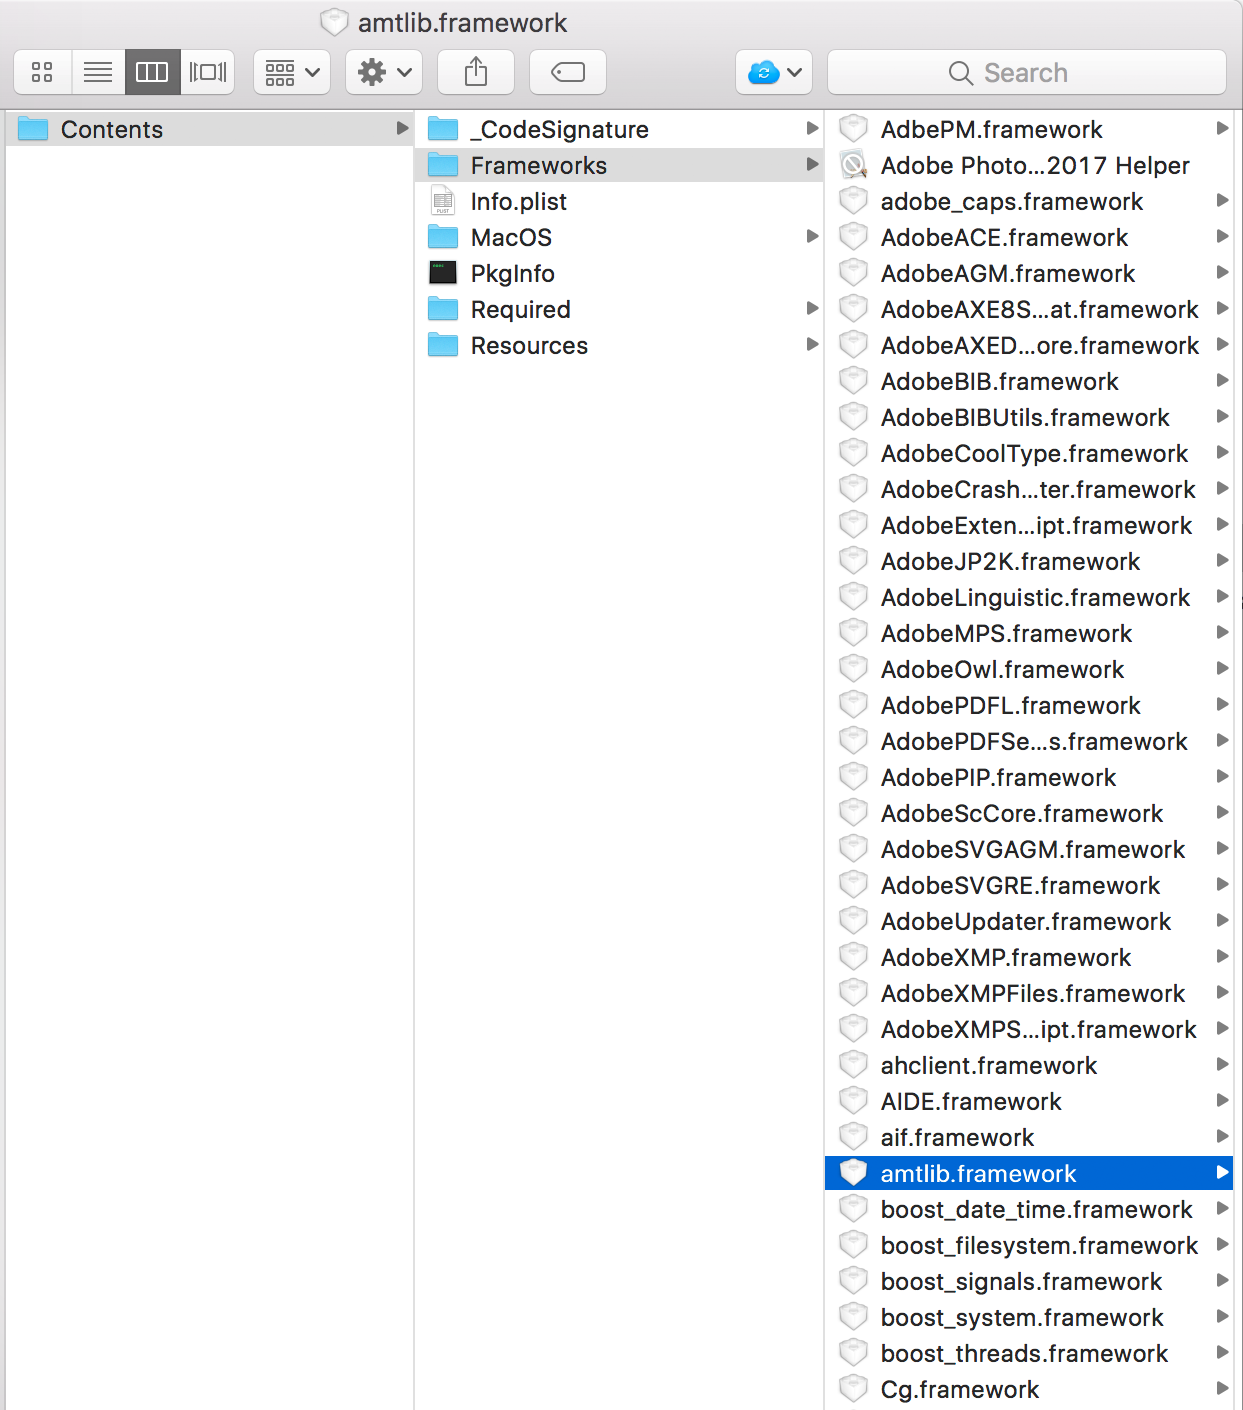 amtlib.framework
Search
Contents
_CodeSignature
Frameworks
Info.plist
MacOS
PkgInfo
Required
Resources
AdbePM.framework
Adobe Photo...2017 Helper
adobe_caps.framework
AdobeACE.framework
AdobeAGM.framework
AdobeAXE8S...at.framework
AdobeAXED...ore.framework
AdobeBIB.framework
AdobeBIBUtils.framework
AdobeCoolType.framework
AdobeCrash...ter.framework
AdobeExten...ipt.framework
AdobeJP2K.framework
AdobeLinguistic.framework
AdobeMPS.framework
AdobeOwl.framework
AdobePDFL.framework
AdobePDFSe...s.framework
AdobePIP.framework
AdobeScCore.framework
AdobeSVGAGM.framework
AdobeSVGRE.framework
AdobeUpdater.framework
AdobeXMP.framework
AdobeXMPFiles.framework
AdobeXMPS...ipt.framework
ahclient.framework
AIDE.framework
aif.framework
amtlib.framework
boost_date_time.framework
boost_filesystem.framework
boost_signals.framework
boost_system.framework
boost_threads.framework
Cg.framework